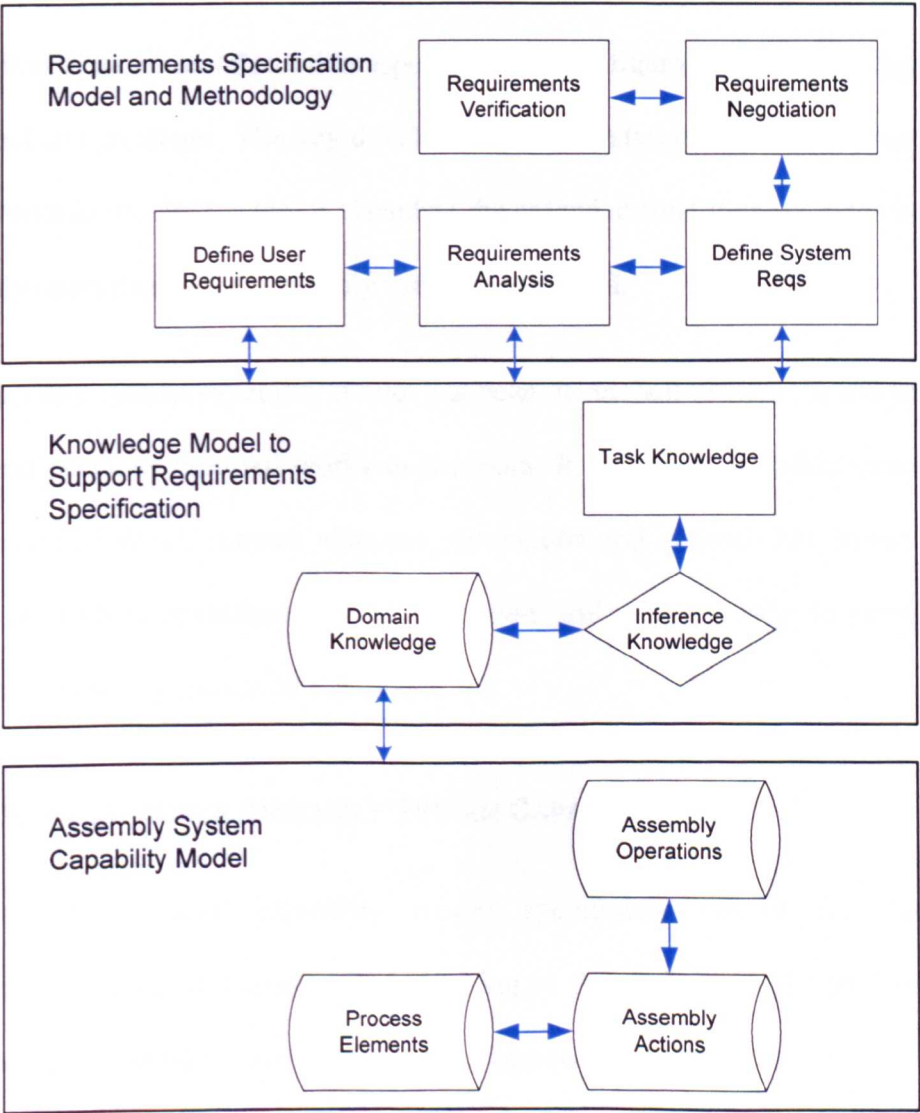 Requirements Specification
Model and Methodology
Requirements
Verification
Requirements
Negotiation
Define User
Requirements
Requirements
Analysis
Define System
Reqs
Knowledge Model to
Support Requirements
Specification
Task Knowledge
Domain
Knowledge
Inference
Knowledge
Assembly System
Capability Model
Assembly
Operations
Process
Elements
Assembly
Actions